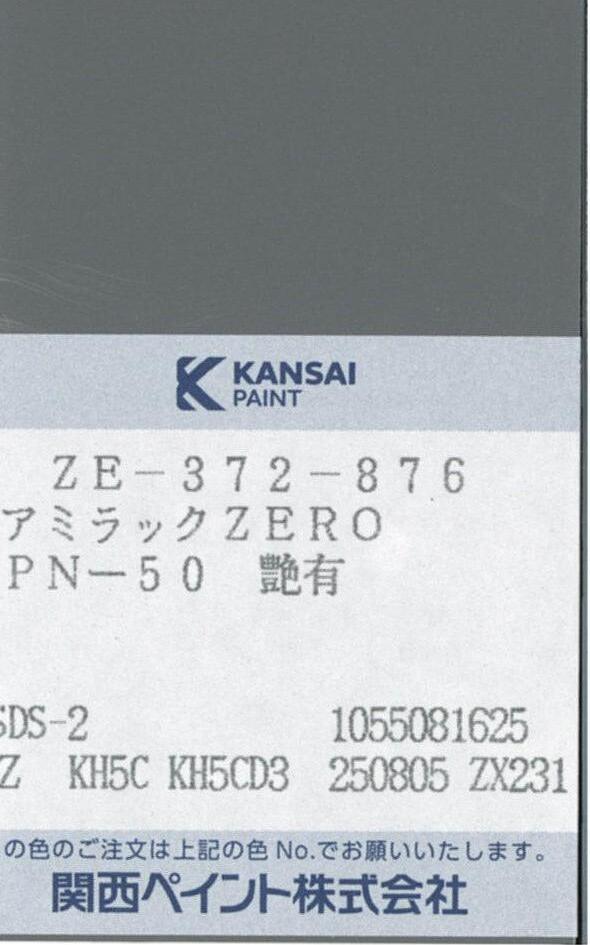 KANSAI
PAINT
ZE-372-876
アミラックZERO
PN-50 艶有
SDS-2 1055081625
Z KH5C KH5CD3 250805 ZX231
の色のご注文は上記の色 No.でお願いいたします。
関西ペイント株式会社